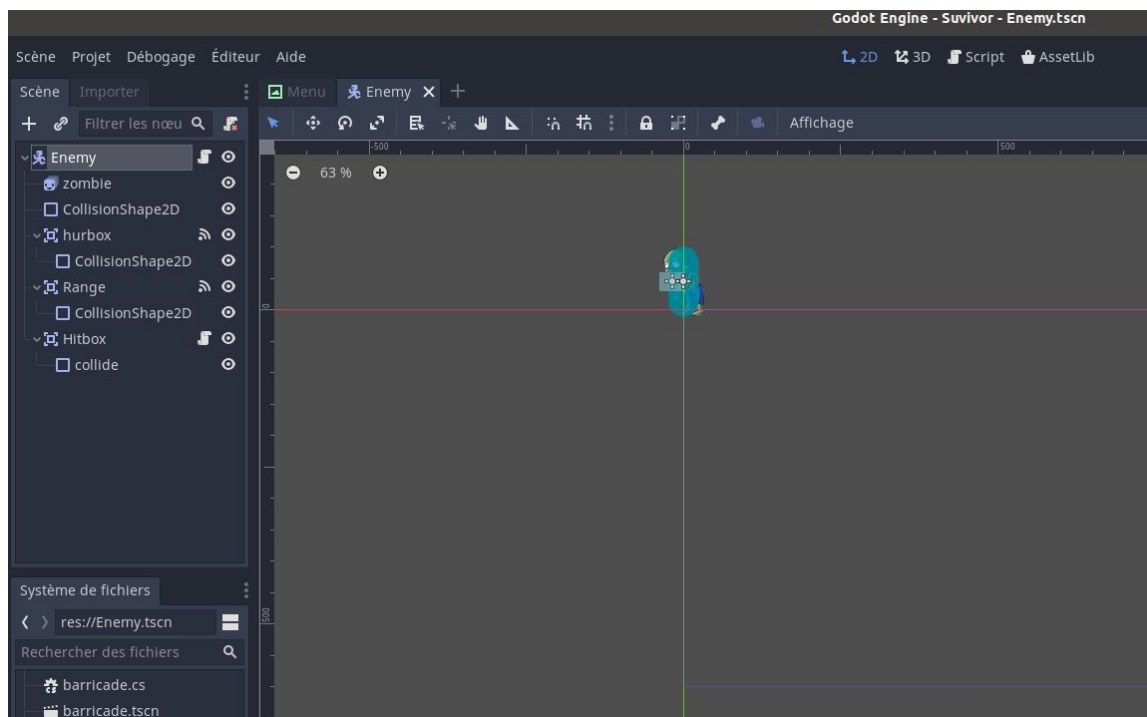 Godot Engine - Suvivor - Enemy.tscn
Scène Projet Débogage Éditeur Aide
2D 3D Script AssetLib
Scène Importer
Menu Enemy
Filtrer les nœu
Affichage
Enemy
zombie
CollisionShape2D
hurbox
CollisionShape2D
Range
CollisionShape2D
Hitbox
collide
-500 0 500
63 %
0
500
Système de fichiers
res://Enemy.tscn
Rechercher des fichiers
barricade.cs
barricade.tscn